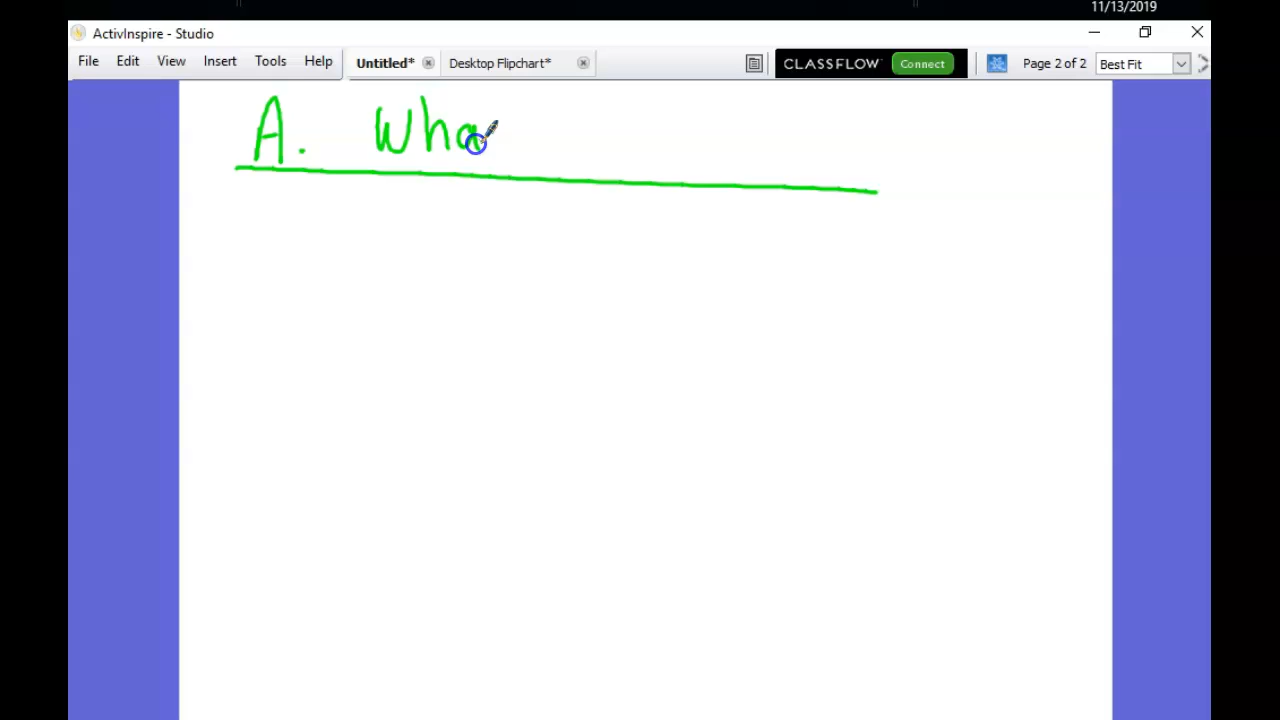 11/13/2019
ActivInspire - Studio
File Edit View Insert Tools Help Untitled* Desktop Flipchart* CLASSFLOW Connect Page 2 of 2 Best Fit
A. Wha